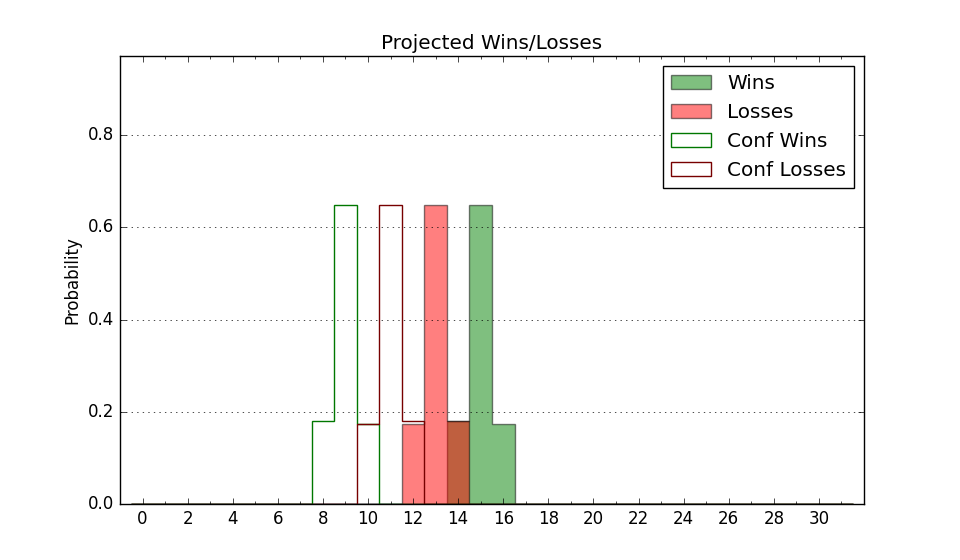 Projected Wins/Losses
Wins
Losses
Conf Wins
Conf Losses
Probability
0.8
0.6
0.4
0.2
0.0
0 2 4 6 8 10 12 14 16 18 20 22 24 26 28 30